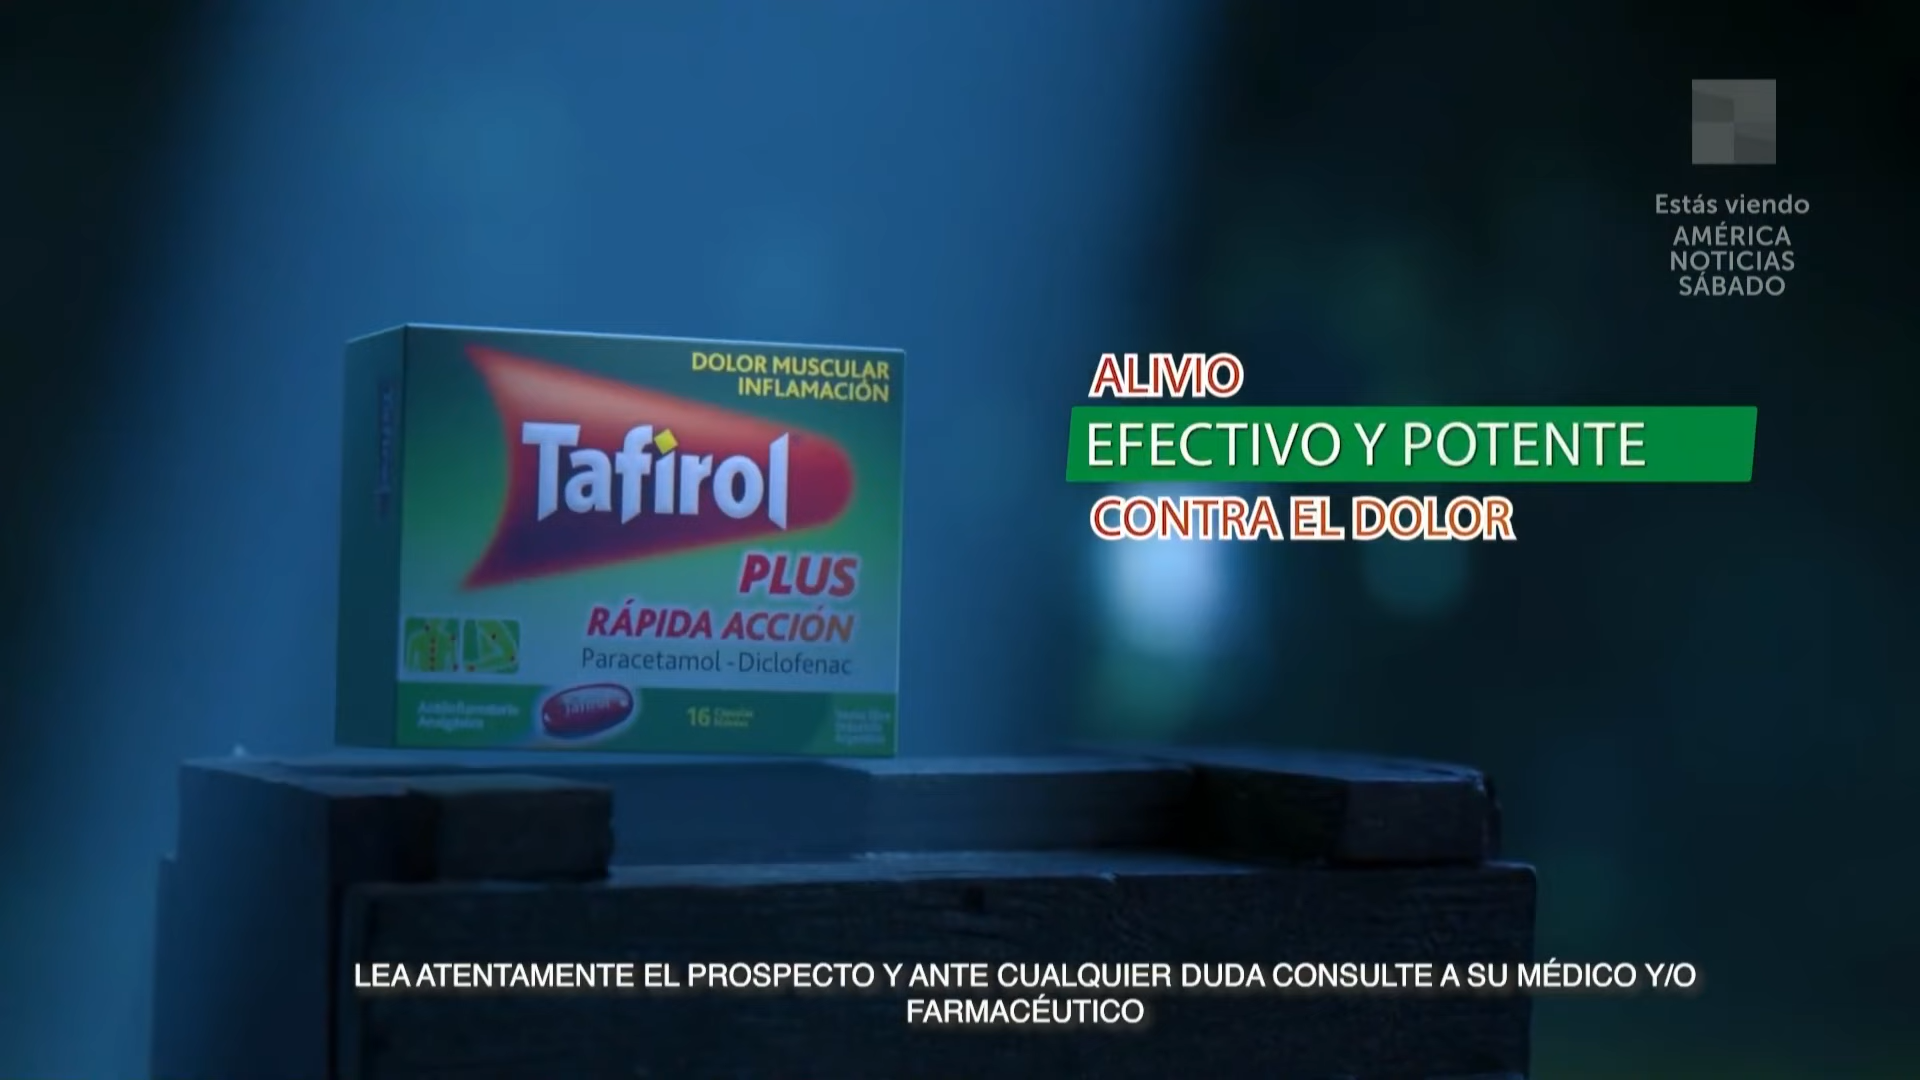 Estás viendo
AMÉRICA
NOTICIAS
SÁBADO
DOLOR MUSCULAR
INFLAMACIÓN
Tafirol
PLUS
RÁPIDA ACCIÓN
Paracetamol - Diclofenac
Tafirol
16
ALIVIO
EFECTIVO Y POTENTE
CONTRA EL DOLOR
LEA ATENTAMENTE EL PROSPECTO Y ANTE CUALQUIER DUDA CONSULTE A SU MÉDICO Y/O
FARMACÉUTICO